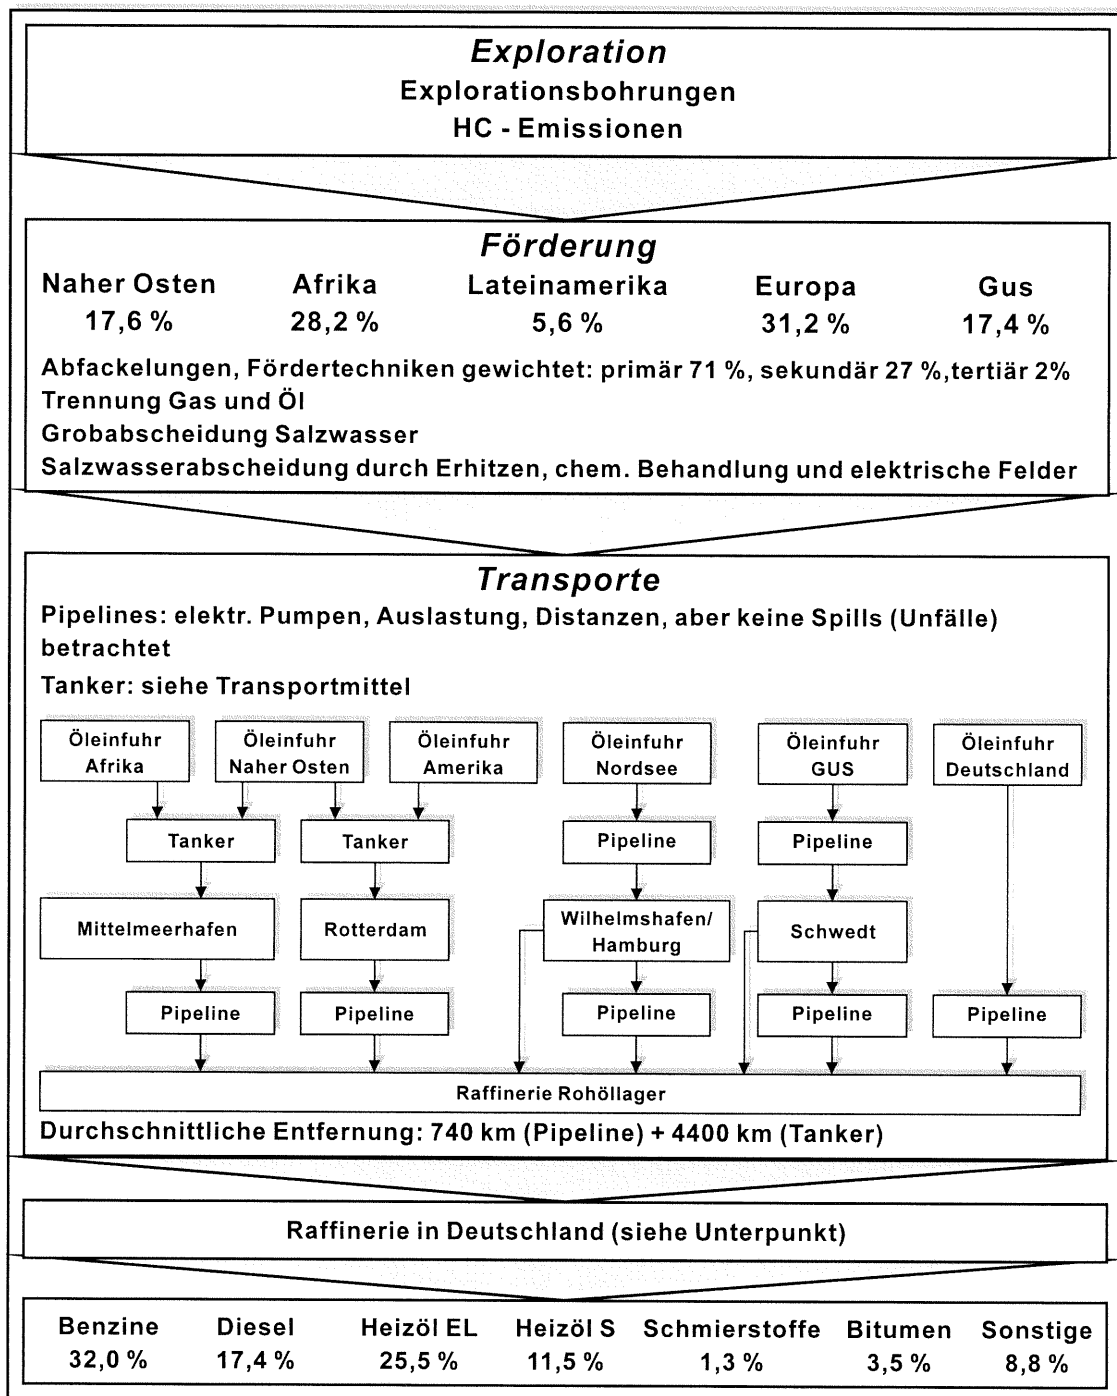 Exploration
Explorationsbohrungen
HC - Emissionen
Förderung
Naher Osten Afrika Lateinamerika Europa Gus
17,6 % 28,2 % 5,6 % 31,2 % 17,4 %
Abfackelungen, Fördertechniken gewichtet: primär 71 %, sekundär 27 %,tertiär 2%
Trennung Gas und Öl
Grobabscheidung Salzwasser
Salzwasserabscheidung durch Erhitzen, chem. Behandlung und elektrische Felder
Transporte
Pipelines: elektr. Pumpen, Auslastung, Distanzen, aber keine Spills (Unfälle)
betrachtet
Tanker: siehe Transportmittel
Öleinfuhr Öleinfuhr Öleinfuhr Öleinfuhr Öleinfuhr Öleinfuhr
Afrika Naher Osten Amerika Nordsee GUS Deutschland
Tanker Tanker Pipeline Pipeline
Mittelmeerhafen Rotterdam Wilhelmshafen/ Schwedt
Hamburg
Pipeline Pipeline Pipeline Pipeline Pipeline
Raffinerie Rohöllager
Durchschnittliche Entfernung: 740 km (Pipeline) + 4400 km (Tanker)
Raffinerie in Deutschland (siehe Unterpunkt)
Benzine Diesel Heizöl EL Heizöl S Schmierstoffe Bitumen Sonstige
32,0 % 17,4 % 25,5 % 11,5 % 1,3 % 3,5 % 8,8 %